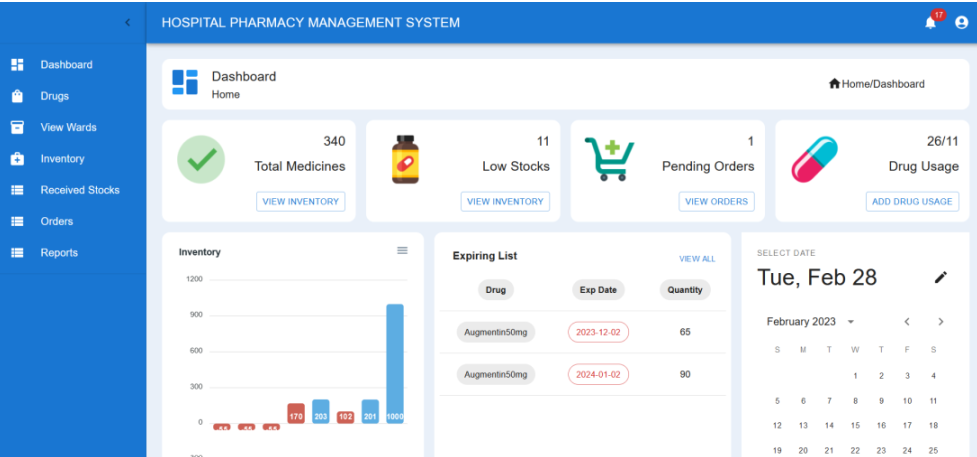 HOSPITAL PHARMACY MANAGEMENT SYSTEM
17
Dashboard
Drugs
View Wards
Inventory
Received Stocks
Orders
Reports
Dashboard
Home
Home/Dashboard
340
Total Medicines
VIEW INVENTORY
11
Low Stocks
VIEW INVENTORY
1
Pending Orders
VIEW ORDERS
26/11
Drug Usage
ADD DRUG USAGE
Inventory
1200
900
600
300
0
170 203 102 201 1000
Expiring List
VIEW ALL
Drug Exp Date Quantity
Augmentin50mg 2023-12-02 65
Augmentin50mg 2024-01-02 90
SELECT DATE
Tue, Feb 28
February 2023
S M T W T F S
1 2 3 4
5 6 7 8 9 10 11
12 13 14 15 16 17 18
19 20 21 22 23 24 25